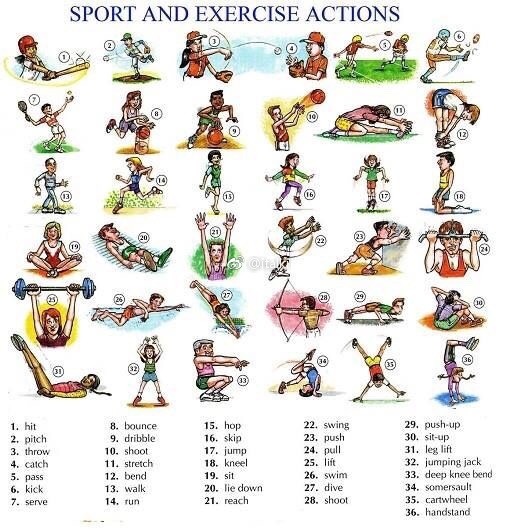 SPORT AND EXERCISE ACTIONS
1 2 3 4 5 6
7 8 9 10 11 12
13 14 15 16 17 18
19 20 21 22 23 24
25 26 27 28 29 30
31 32 33 34 35 36
1. hit
2. pitch
3. throw
4. catch
5. pass
6. kick
7. serve
8. bounce
9. dribble
10. shoot
11. stretch
12. bend
13. walk
14. run
15. hop
16. skip
17. jump
18. kneel
19. sit
20. lie down
21. reach
22. swing
23. push
24. pull
25. lift
26. swim
27. dive
28. shoot
29. push-up
30. sit-up
31. leg lift
32. jumping jack
33. deep knee bend
34. somersault
35. cartwheel
36. handstand